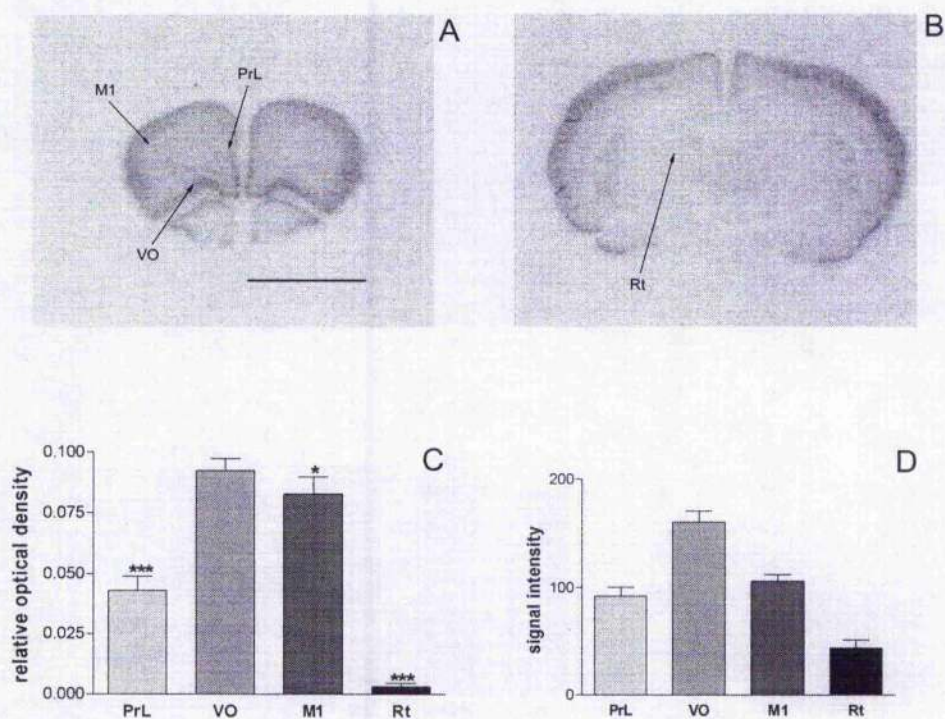 A
PrL
M1
VO
B
Rt
C
relative optical density
0.100
0.075
0.050
0.025
0.000
***
*
***
PrL VO M1 Rt
D
signal intensity
200
100
0
PrL VO M1 Rt